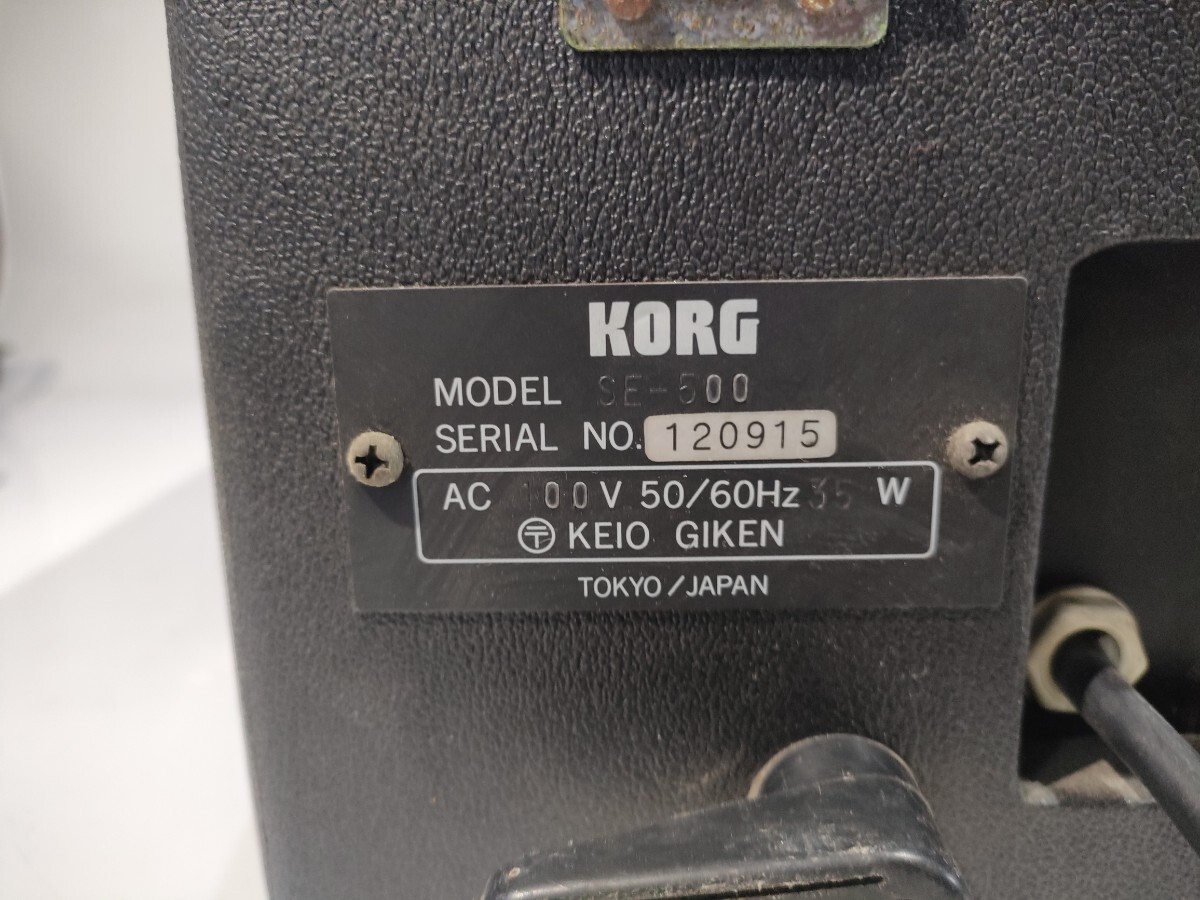 KORG
MODEL SE-500
SERIAL NO. 120915
AC 100V 50/60Hz 35 W
〶 KEIO GIKEN
TOKYO/JAPAN